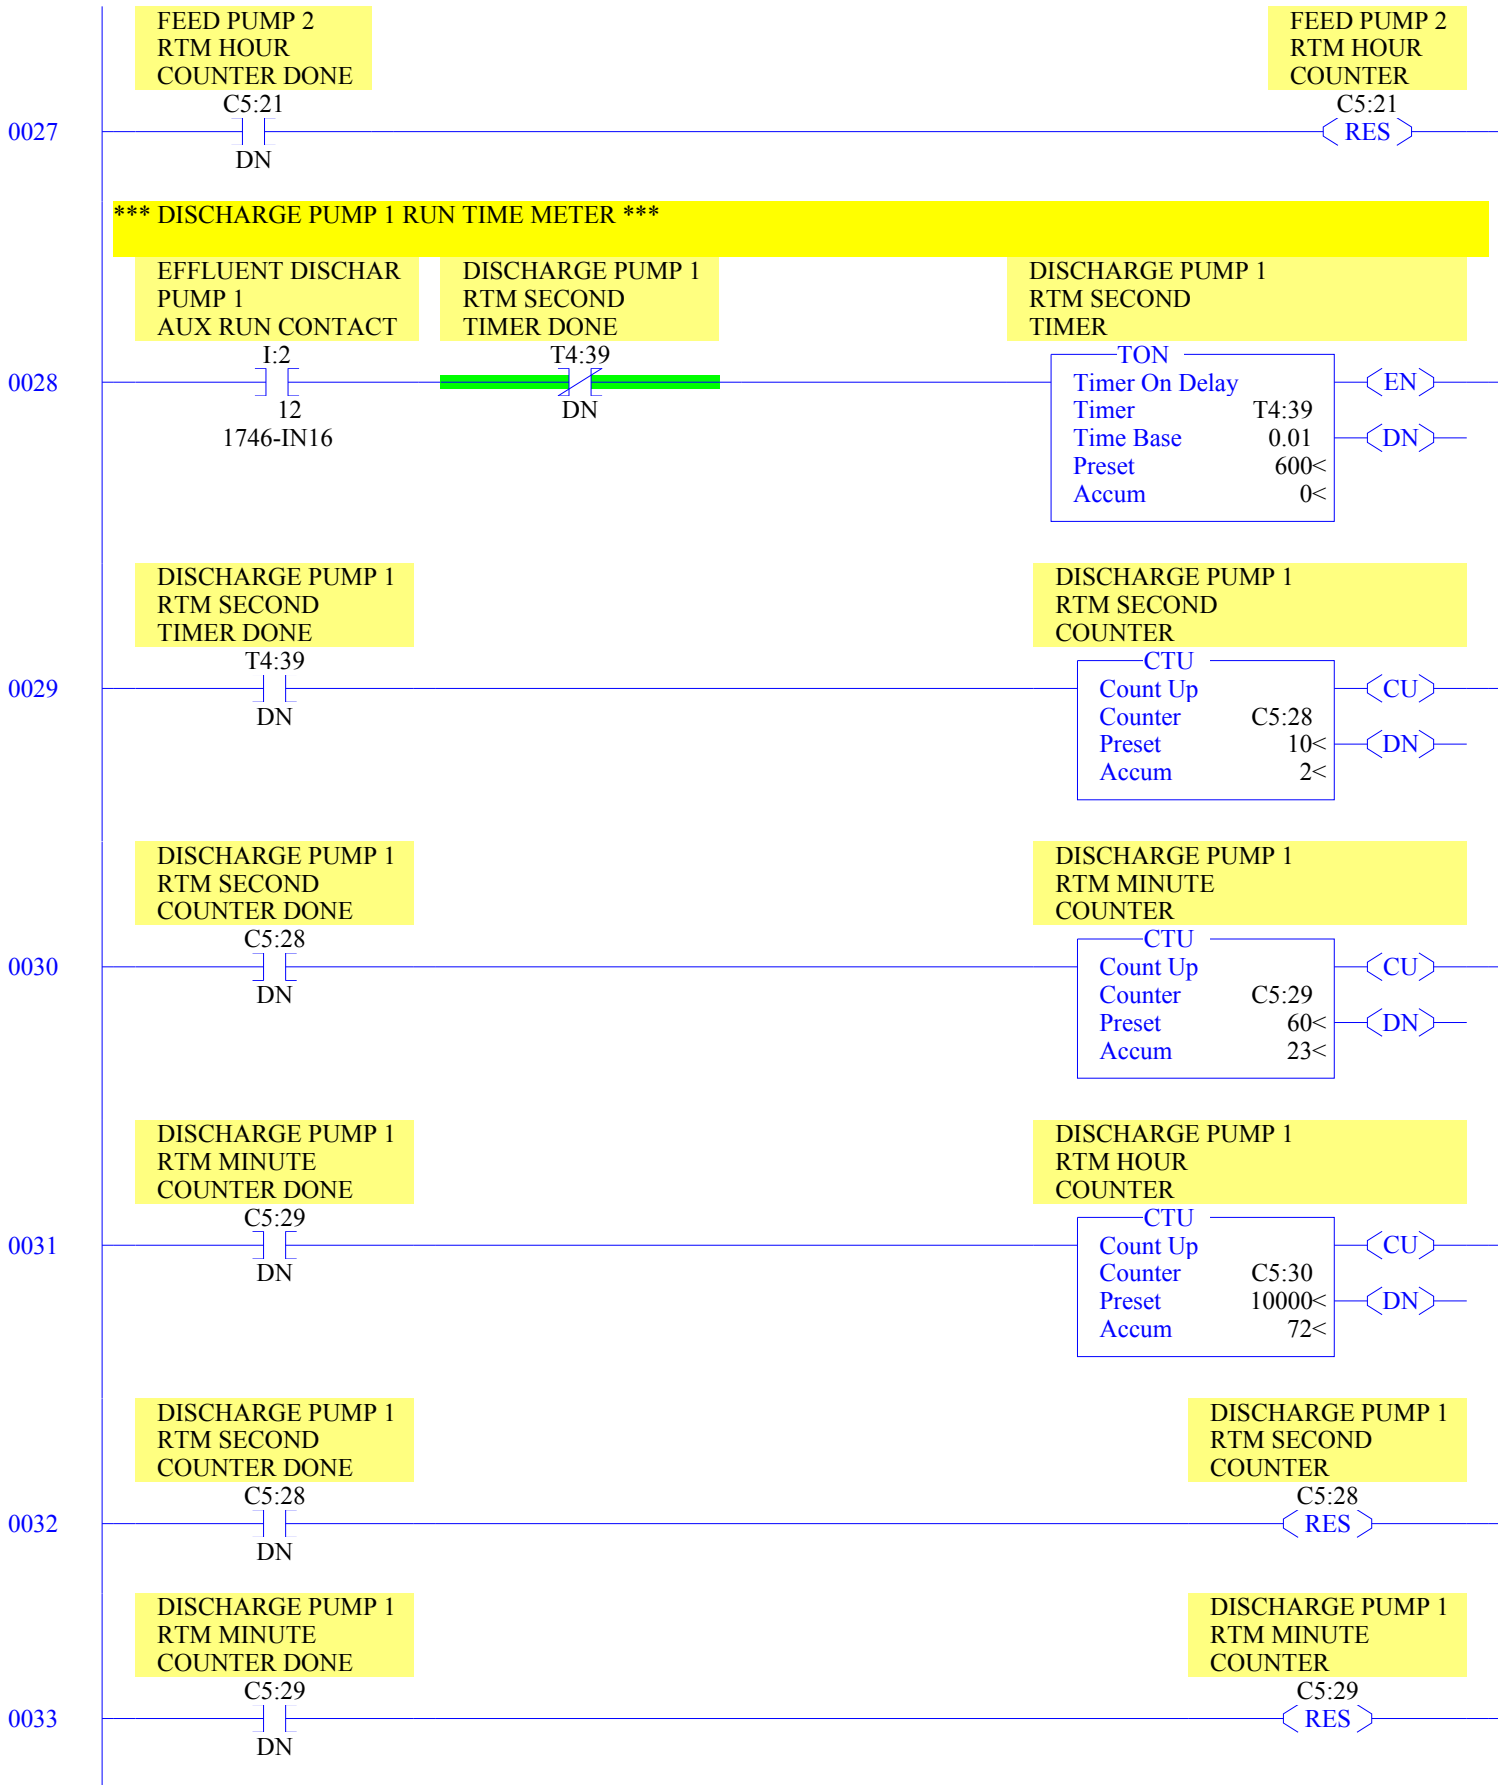 FEED PUMP 2
RTM HOUR
COUNTER DONE
C5:21
DN
FEED PUMP 2
RTM HOUR
COUNTER
C5:21
RES
0027
*** DISCHARGE PUMP 1 RUN TIME METER ***
EFFLUENT DISCHAR
PUMP 1
AUX RUN CONTACT
I:2
12
1746-IN16
DISCHARGE PUMP 1
RTM SECOND
TIMER DONE
T4:39
DN
DISCHARGE PUMP 1
RTM SECOND
TIMER
TON
Timer On Delay
Timer T4:39
Time Base 0.01
Preset 600<
Accum 0<
EN
DN
0028
DISCHARGE PUMP 1
RTM SECOND
TIMER DONE
T4:39
DN
DISCHARGE PUMP 1
RTM SECOND
COUNTER
CTU
Count Up
Counter C5:28
Preset 10<
Accum 2<
CU
DN
0029
DISCHARGE PUMP 1
RTM SECOND
COUNTER DONE
C5:28
DN
DISCHARGE PUMP 1
RTM MINUTE
COUNTER
CTU
Count Up
Counter C5:29
Preset 60<
Accum 23<
CU
DN
0030
DISCHARGE PUMP 1
RTM MINUTE
COUNTER DONE
C5:29
DN
DISCHARGE PUMP 1
RTM HOUR
COUNTER
CTU
Count Up
Counter C5:30
Preset 10000<
Accum 72<
CU
DN
0031
DISCHARGE PUMP 1
RTM SECOND
COUNTER DONE
C5:28
DN
DISCHARGE PUMP 1
RTM SECOND
COUNTER
C5:28
RES
0032
DISCHARGE PUMP 1
RTM MINUTE
COUNTER DONE
C5:29
DN
DISCHARGE PUMP 1
RTM MINUTE
COUNTER
C5:29
RES
0033